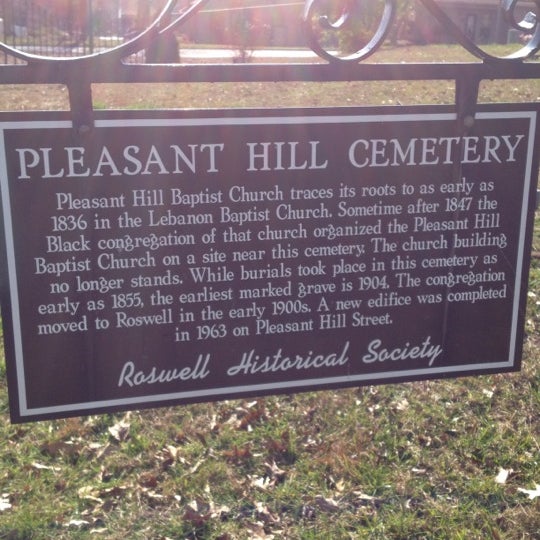 PLEASANT HILL CEMETERY
Pleasant Hill Baptist Church traces its roots to as early as
1836 in the Lebanon Baptist Church. Sometime after 1847 the
Black congregation of that church organized the Pleasant Hill
Baptist Church on a site near this cemetery. The church building
no longer stands. While burials took place in this cemetery as
early as 1855, the earliest marked grave is 1904. The congregation
moved to Roswell in the early 1900s. A new edifice was completed
in 1963 on Pleasant Hill Street.
Roswell Historical Society